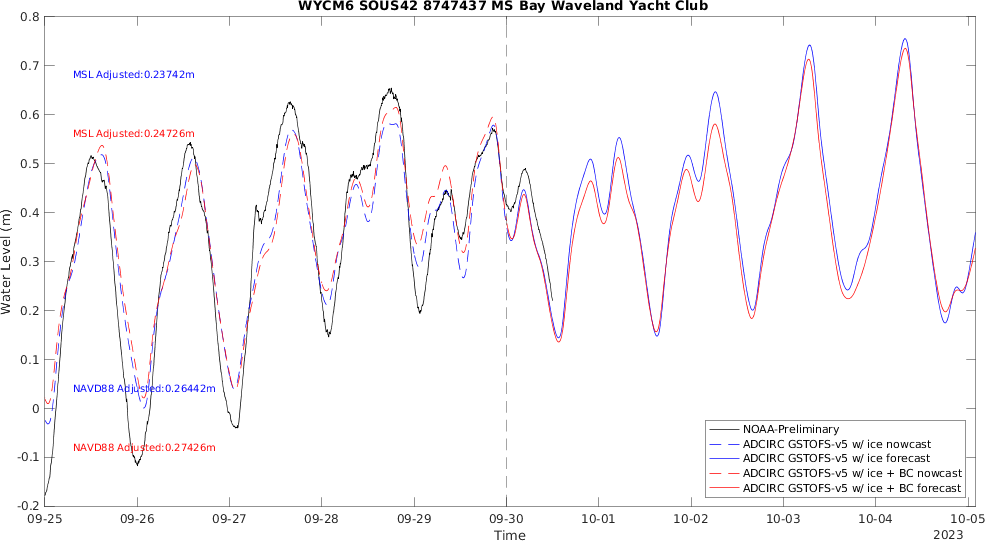 WYCM6 SOUS42 8747437 MS Bay Waveland Yacht Club
0.8
0.7
0.6
0.5
0.4
0.3
0.2
0.1
0
-0.1
-0.2
Water Level (m)
MSL Adjusted:0.23742m
MSL Adjusted:0.24726m
NAVD88 Adjusted:0.26442m
NAVD88 Adjusted:0.27426m
NOAA-Preliminary
ADCIRC GSTOFS-v5 w/ ice nowcast
ADCIRC GSTOFS-v5 w/ ice forecast
ADCIRC GSTOFS-v5 w/ ice + BC nowcast
ADCIRC GSTOFS-v5 w/ ice + BC forecast
09-25 09-26 09-27 09-28 09-29 09-30 10-01 10-02 10-03 10-04 10-05
Time
2023